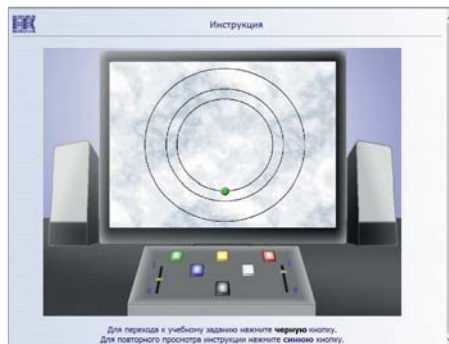 Инструкция
Для перехода к учебному заданию нажмите черную кнопку.
Для повторного просмотра инструкции нажмите синюю кнопку.